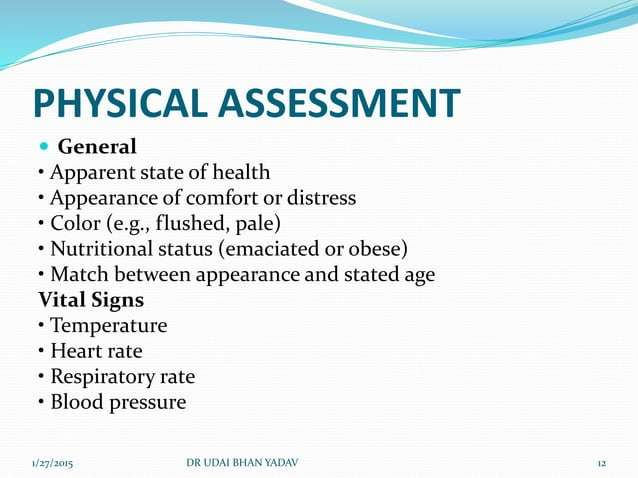 PHYSICAL ASSESSMENT
General
• Apparent state of health
• Appearance of comfort or distress
• Color (e.g., flushed, pale)
• Nutritional status (emaciated or obese)
• Match between appearance and stated age
Vital Signs
• Temperature
• Heart rate
• Respiratory rate
• Blood pressure
1/27/2015 DR UDAI BHAN YADAV 12